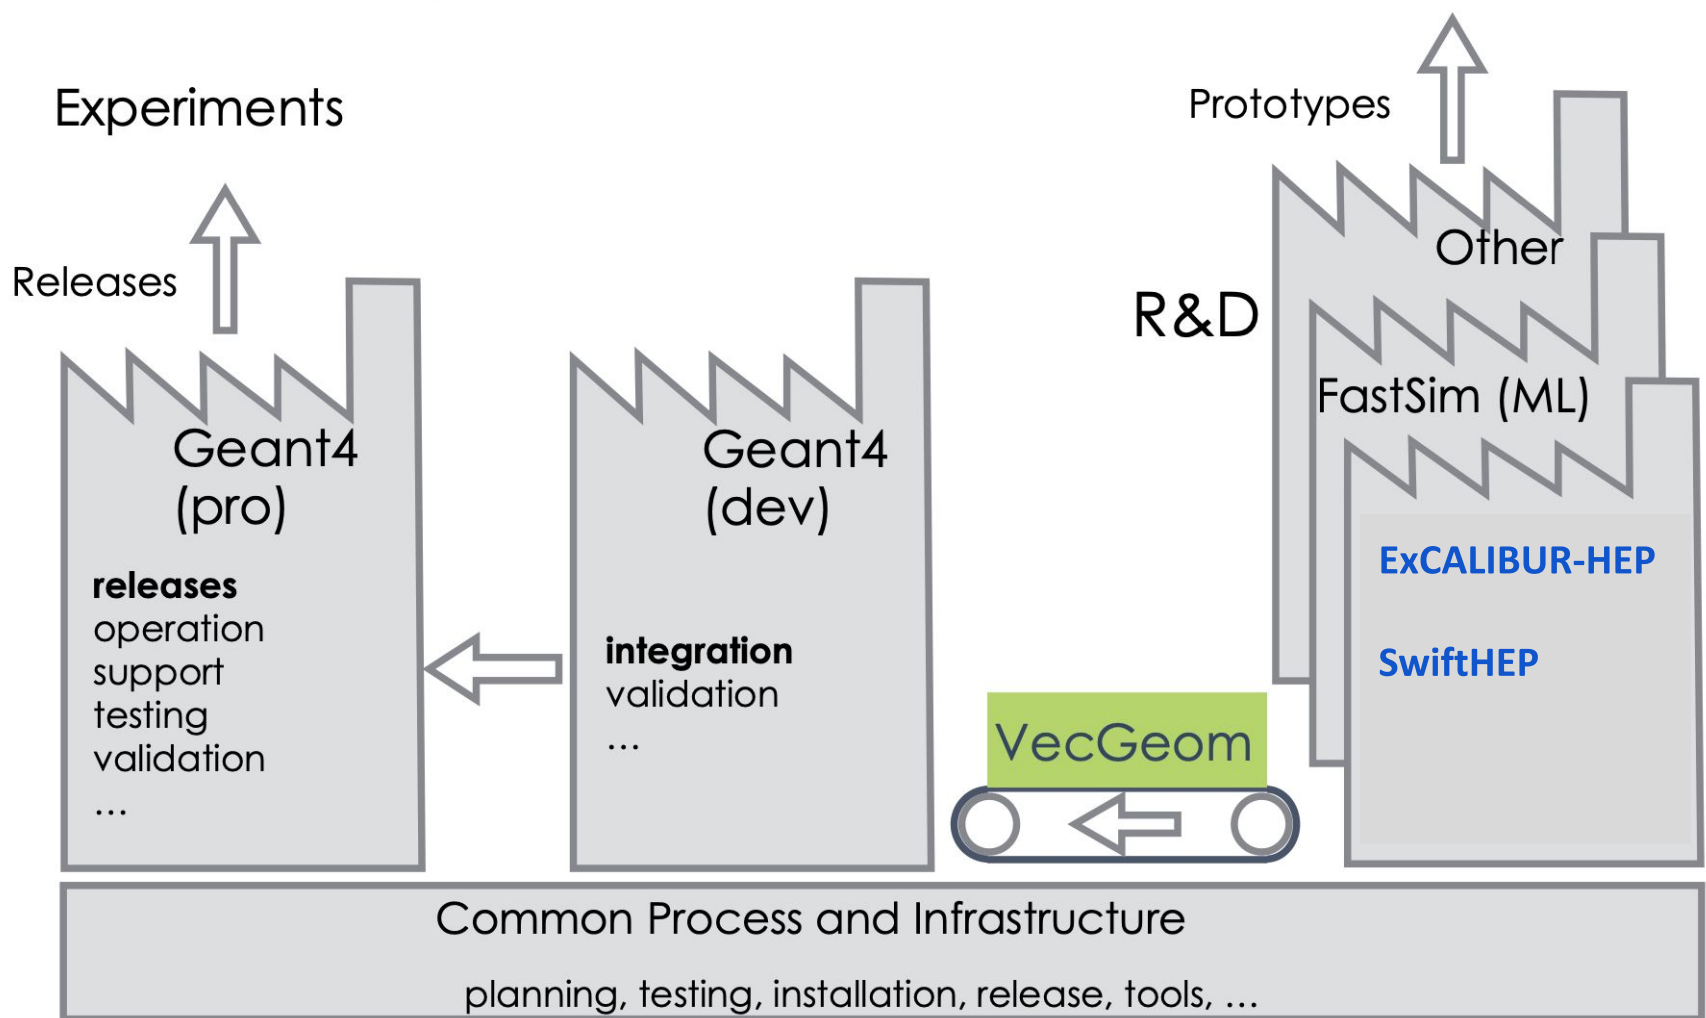 Experiments
Releases
Geant4
(pro)
releases
operation
support
testing
validation
...
Geant4
(dev)
integration
validation
...
Prototypes
R&D
Other
FastSim (ML)
ExCALIBUR-HEP
SwiftHEP
VecGeom
Common Process and Infrastructure
planning, testing, installation, release, tools, ...